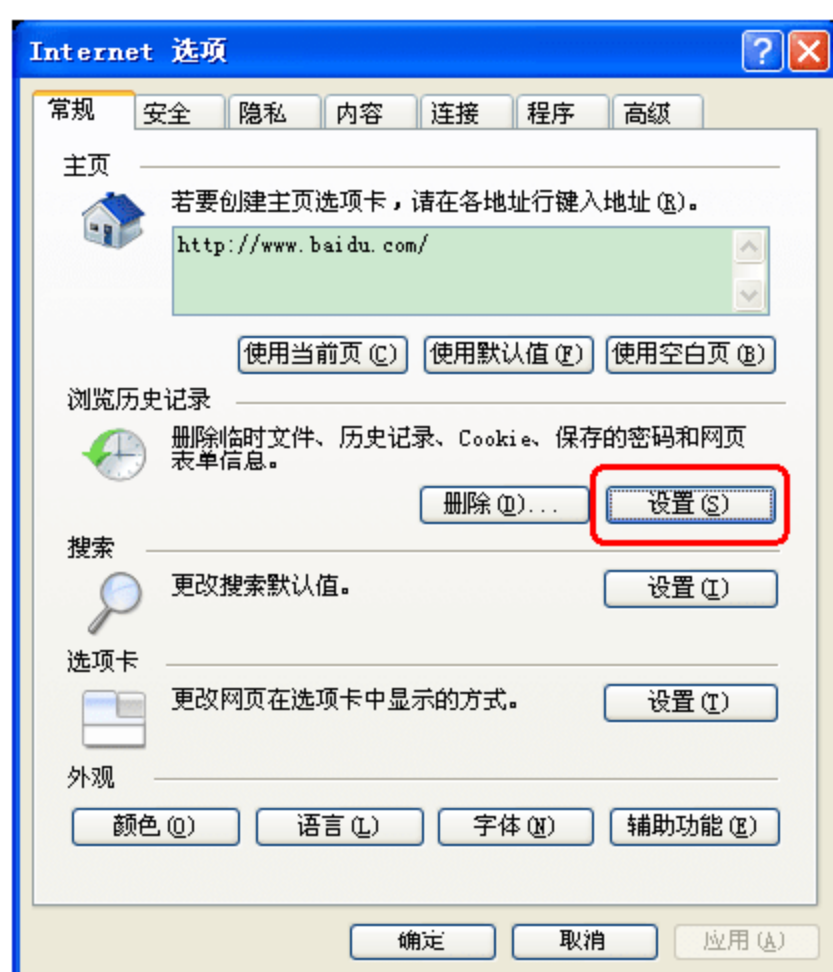 Internet 选项
常规 安全 隐私 内容 连接 程序 高级
主页
若要创建主页选项卡，请在各地址行键入地址(R)。
http://www.baidu.com/
使用当前页(C) 使用默认值(F) 使用空白页(B)
浏览历史记录
删除临时文件、历史记录、Cookie、保存的密码和网页
表单信息。
删除(D)... 设置(S)
搜索
更改搜索默认值。 设置(I)
选项卡
更改网页在选项卡中显示的方式。 设置(T)
外观
颜色(O) 语言(L) 字体(N) 辅助功能(E)
确定 取消 应用(A)